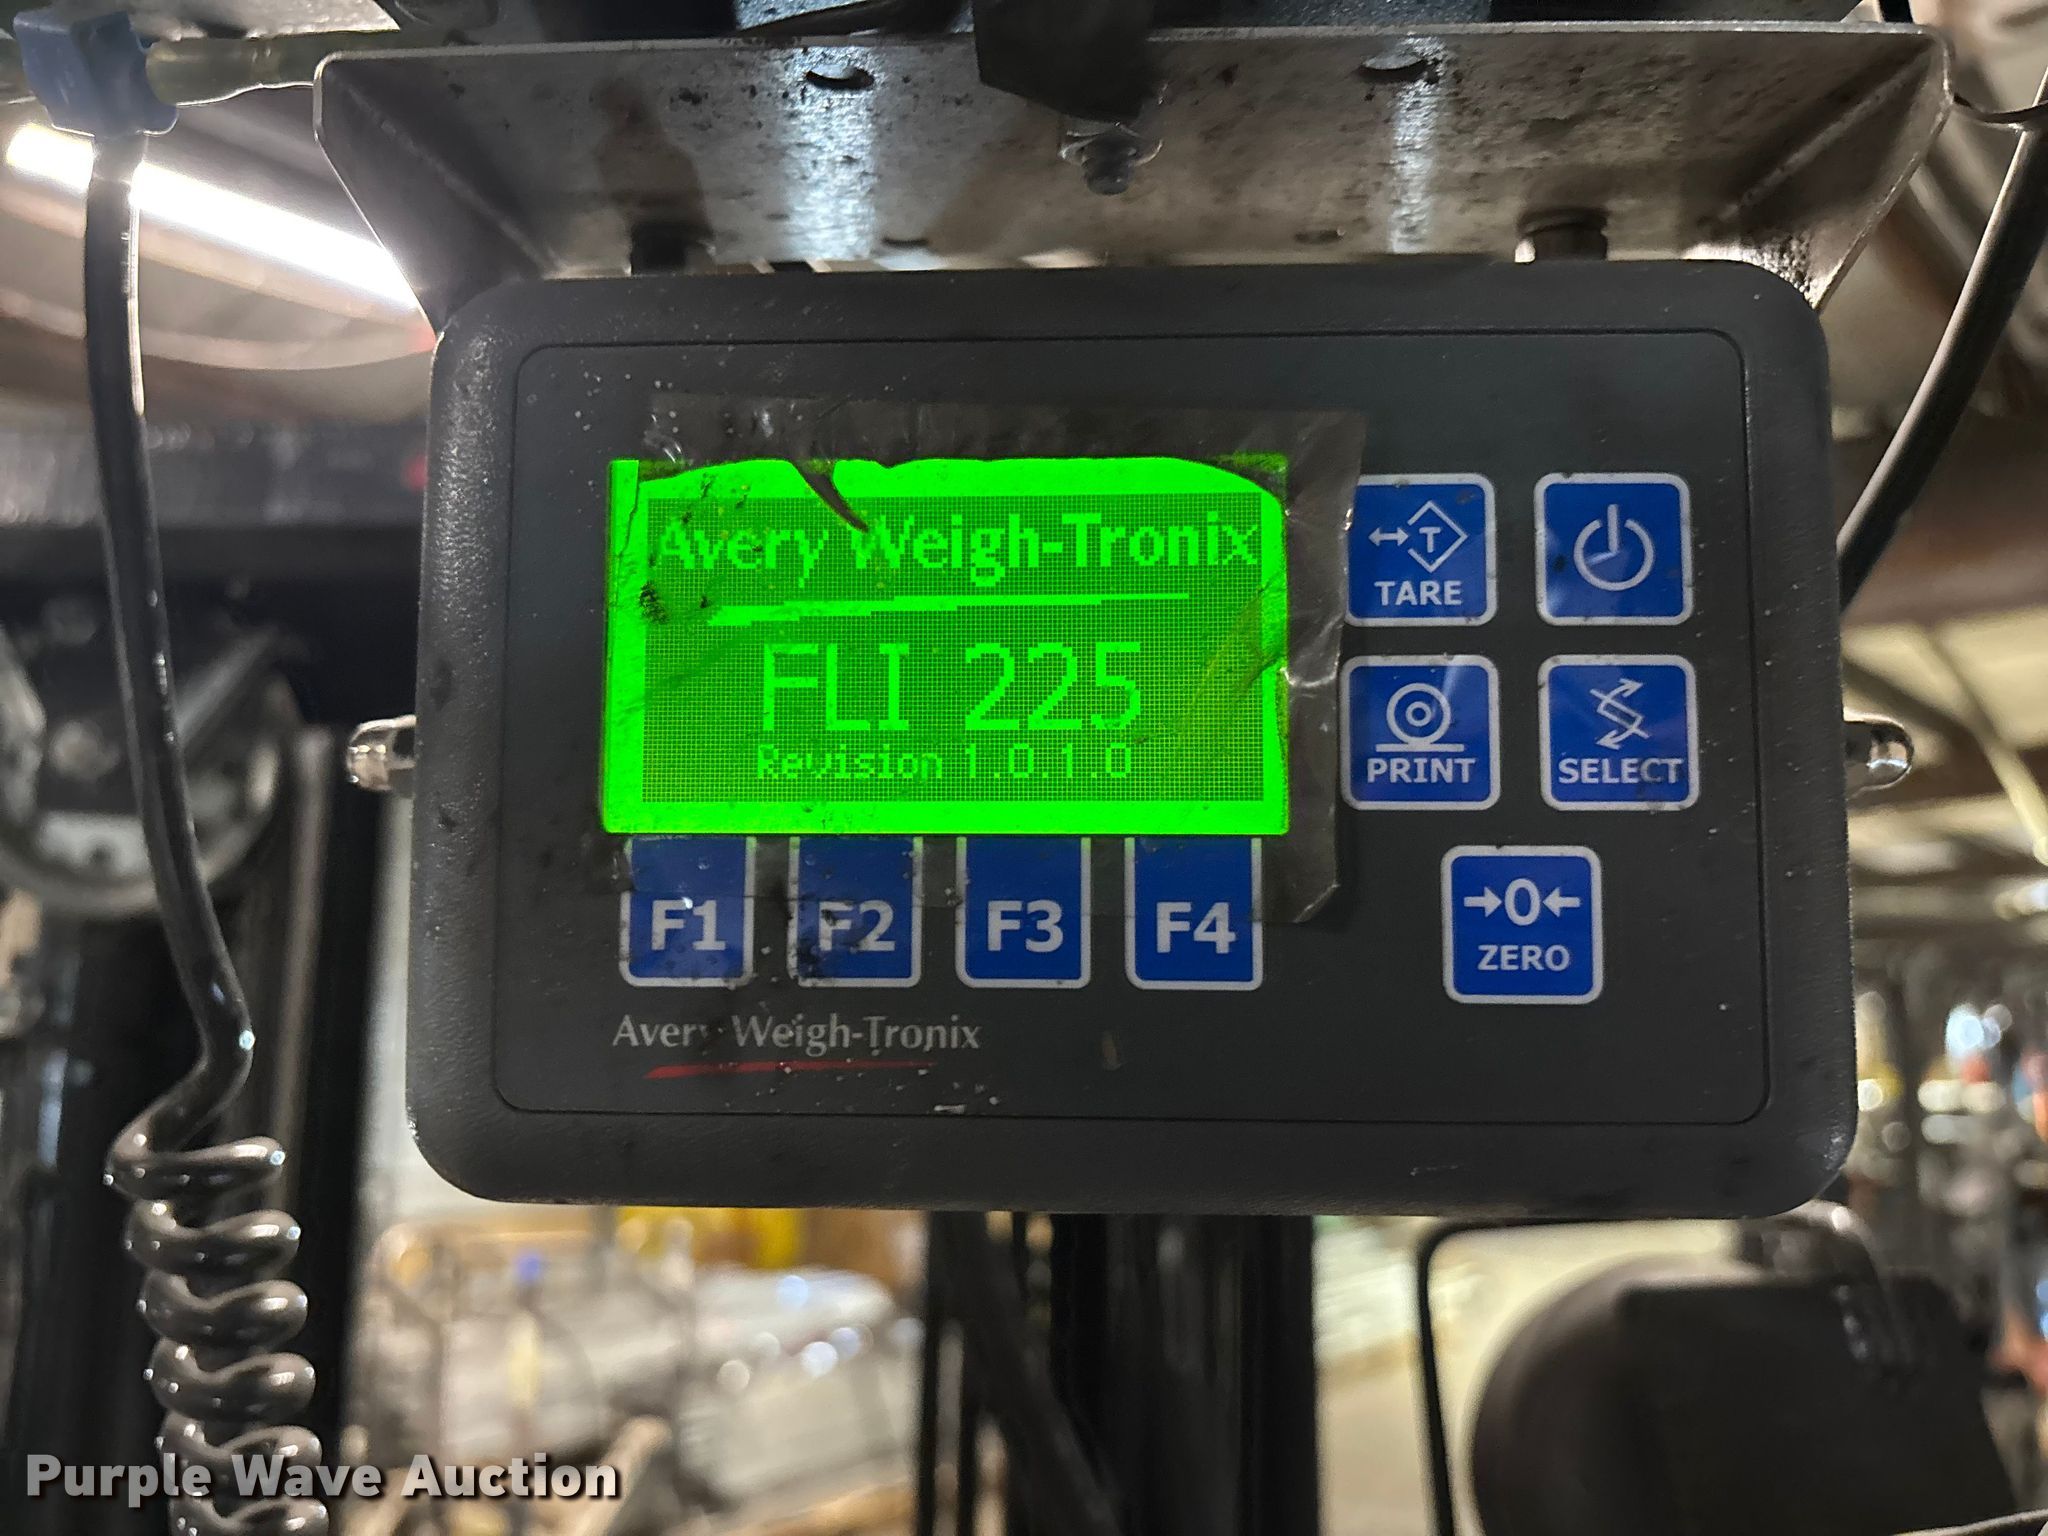 Avery Weigh-Tronix
FLI 225
Revision 1.0.1.0
T
TARE
PRINT
SELECT
F1 F2 F3 F4
→0←
ZERO
Avery Weigh-Tronix
Purple Wave Auction